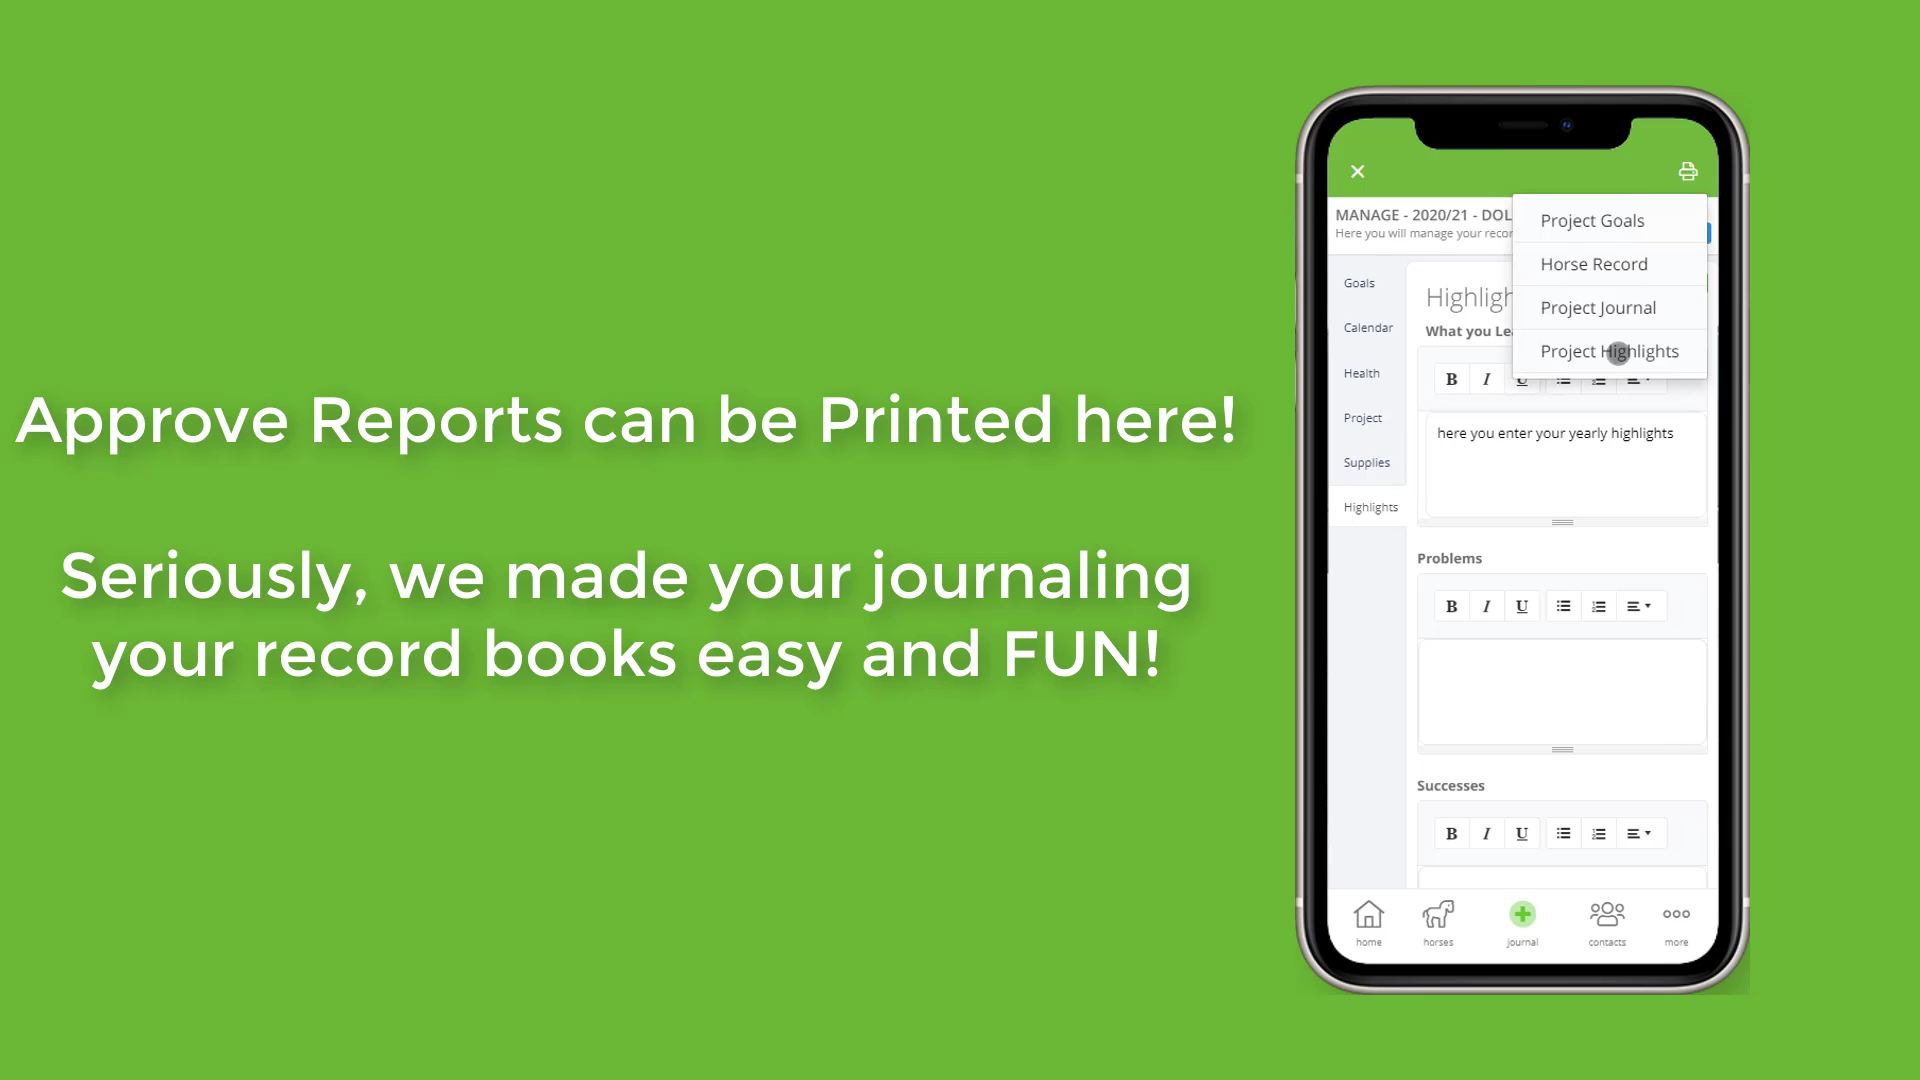 Approve Reports can be Printed here!
Seriously, we made your journaling
your record books easy and FUN!
MANAGE - 2020/21 - DOL
Here you will manage your recor
Project Goals
Horse Record
Project Journal
Project Highlights
Goals
Calendar
Health
Project
Supplies
Highlights
Highligh
What you Lea
B I U
here you enter your yearly highlights
Problems
B I U
Successes
B I U
home horses journal contacts more